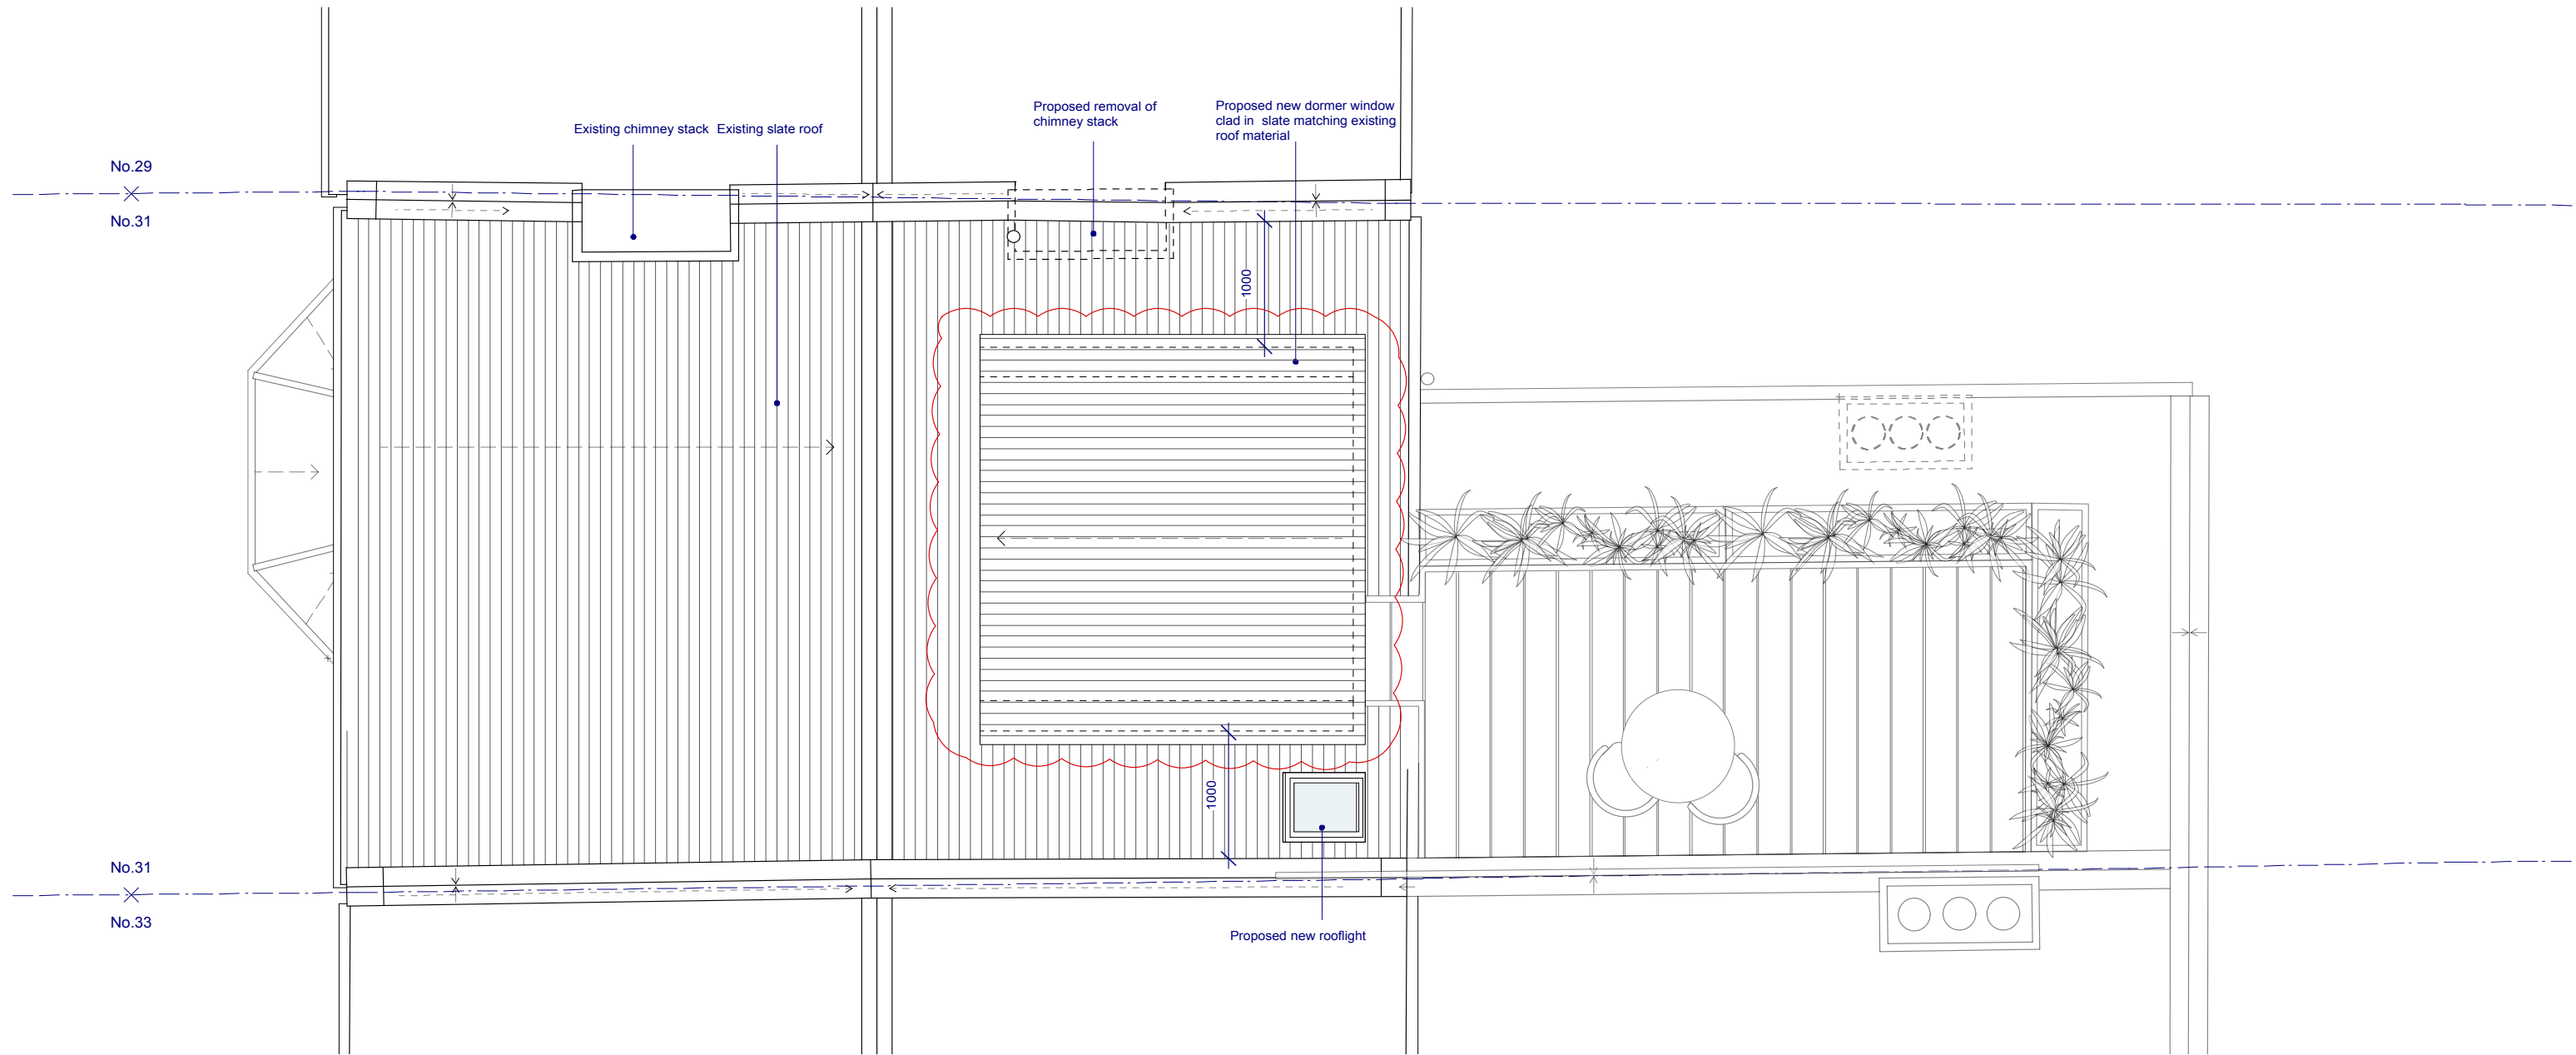 Proposed removal of
chimney stack
Proposed new dormer window
clad in slate matching existing
roof material
Existing chimney stack
Existing slate roof
No.29
No.31
1000
1000
No.31
No.33
Proposed new rooflight